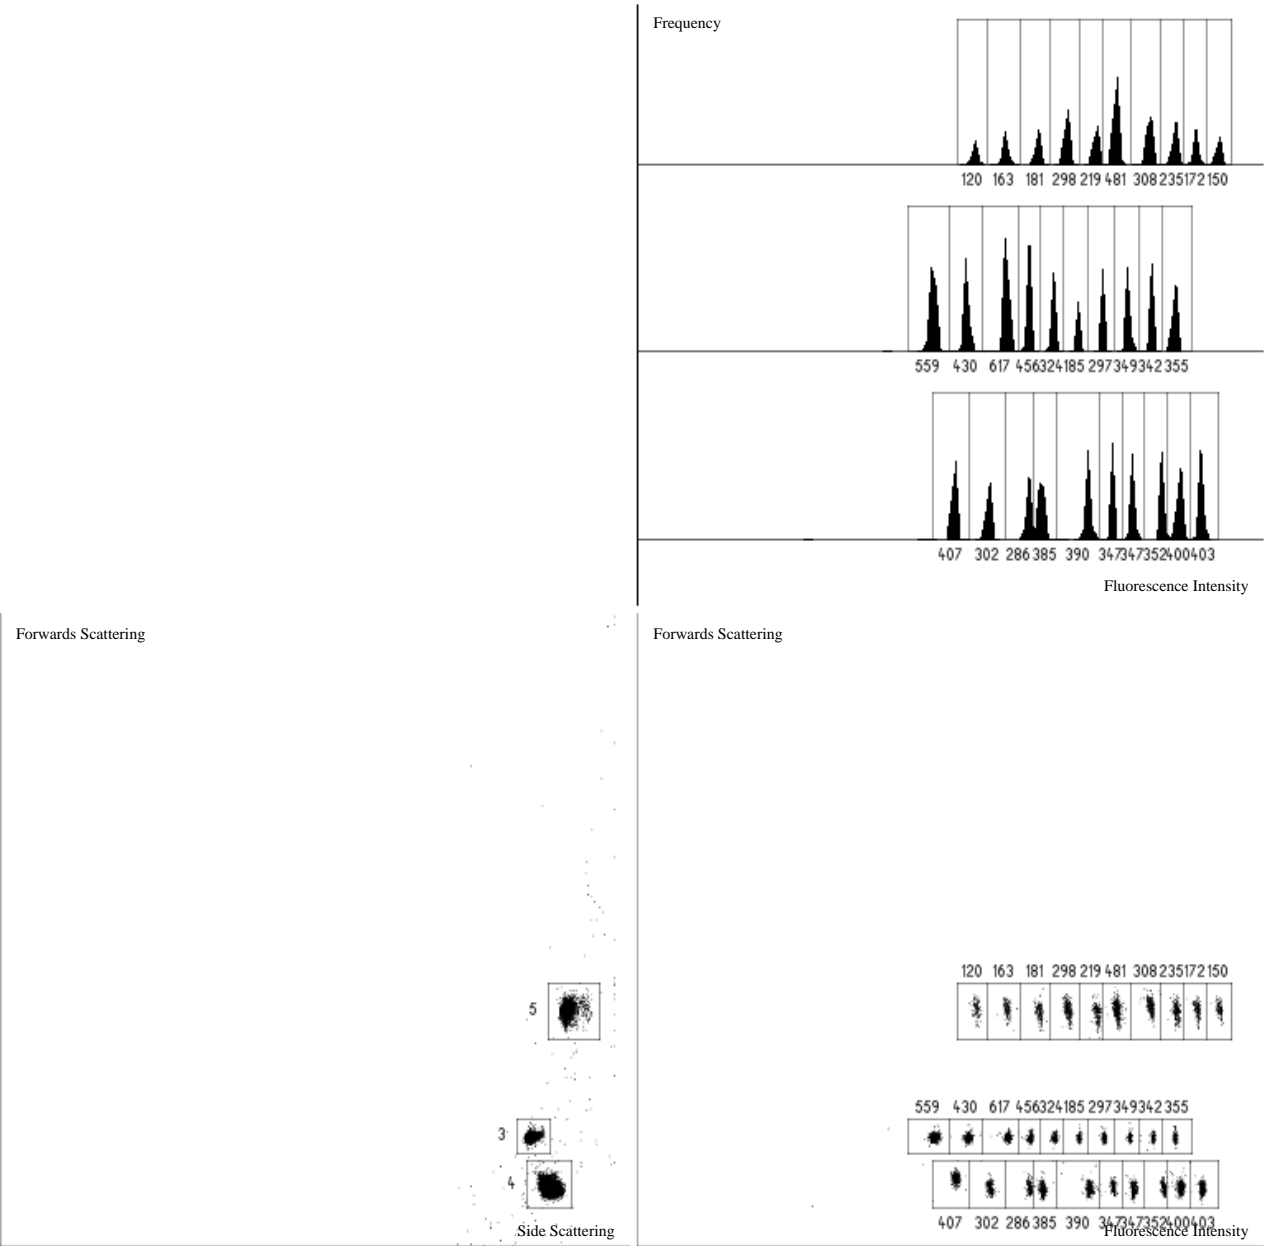 Frequency
120 163 181 298 219 481 308 235 172 150
559 430 617 456 324 185 297 349 342 355
407 302 286 385 390 347 347 352 400 403
Fluorescence Intensity
Forwards Scattering
5
3
4
Side Scattering
Forwards Scattering
120 163 181 298 219 481 308 235 172 150
559 430 617 456 324 185 297 349 342 355
407 302 286 385 390 347 347 352 400 403
Fluorescence Intensity